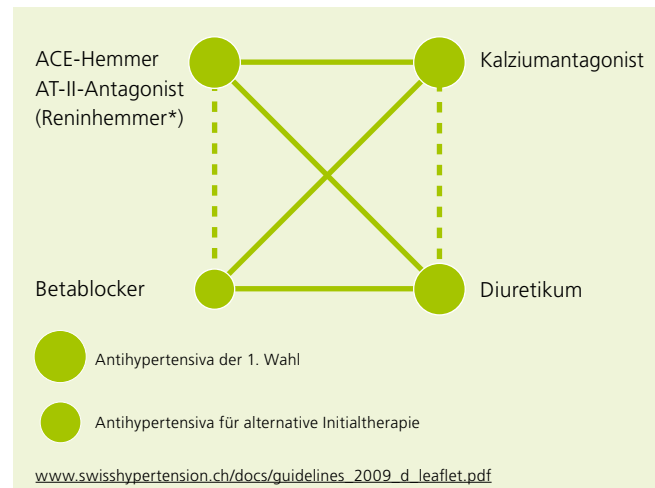 ACE-Hemmer
AT-II-Antagonist
(Reninhemmer*)
Kalziumantagonist
Betablocker
Diuretikum
Antihypertensiva der 1. Wahl
Antihypertensiva für alternative Initialtherapie
www.swisshypertension.ch/docs/guidelines_2009_d_leaflet.pdf